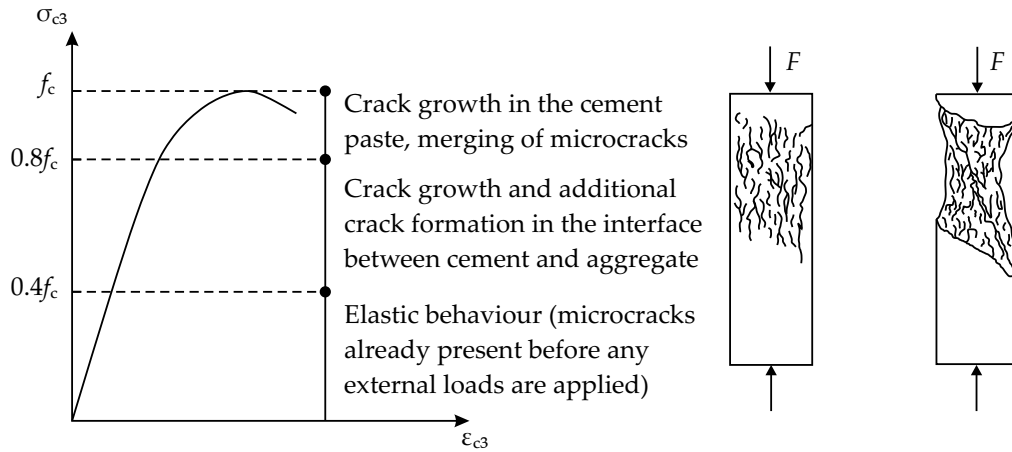 σc3
fc
0.8fc
0.4fc
Crack growth in the cement
paste, merging of microcracks
Crack growth and additional
crack formation in the interface
between cement and aggregate
Elastic behaviour (microcracks
already present before any
external loads are applied)
εc3
F
F